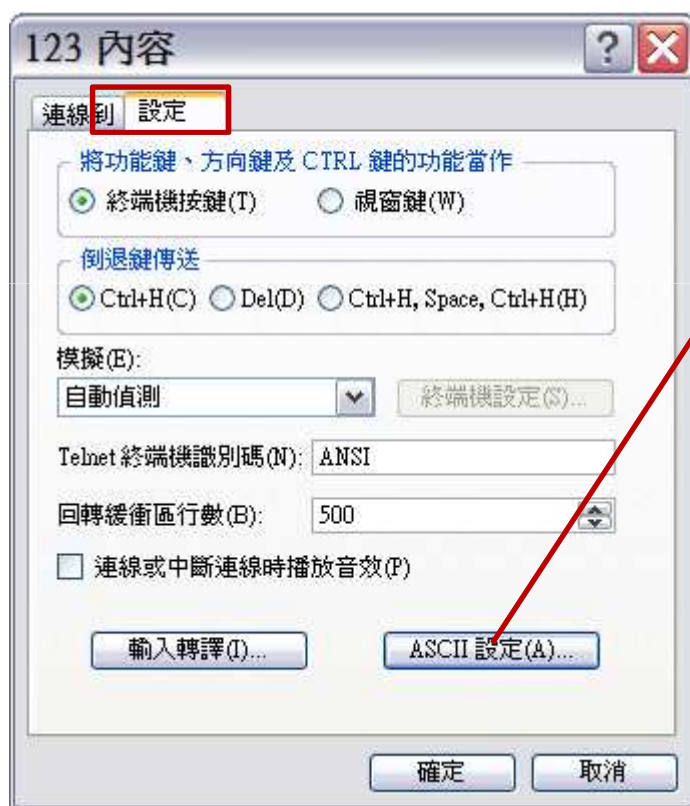 123 內容
連線到 設定
將功能鍵、方向鍵及 CTRL 鍵的功能當作
終端機按鍵(T) 視窗鍵(W)
倒退鍵傳送
Ctrl+H(C) Del(D) Ctrl+H, Space, Ctrl+H(H)
模擬(E):
自動偵測 終端機設定(S)...
Telnet 終端機識別碼(N): ANSI
回轉緩衝區行數(B): 500
連線或中斷連線時播放音效(P)
輸入轉譯(I)... ASCII 設定(A)...
確定 取消